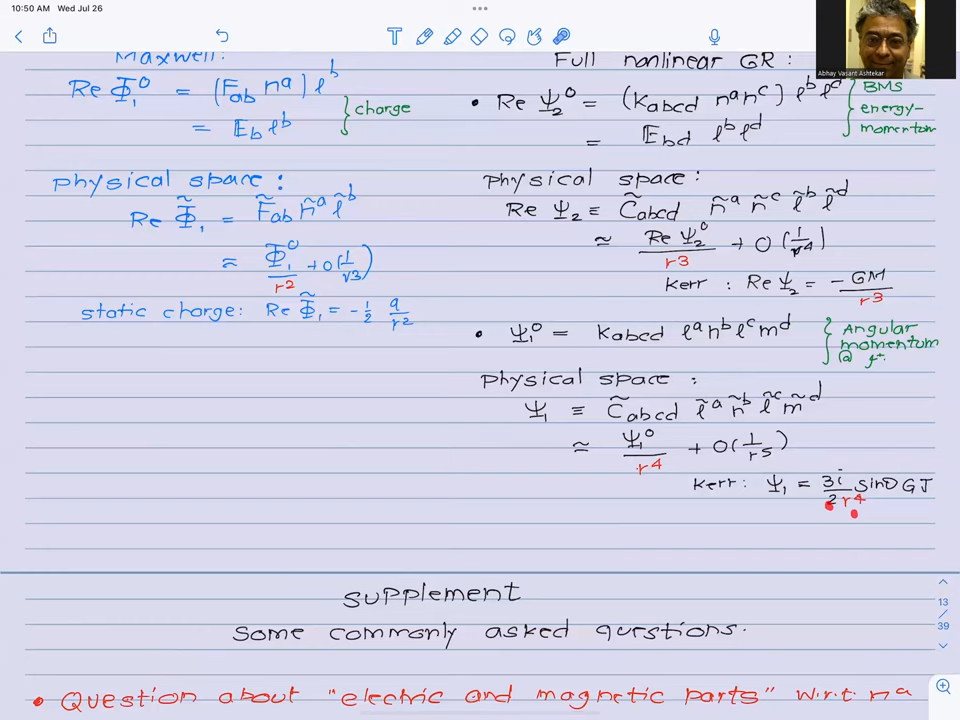 10:50 AM Wed Jul 26
Abhay Vasant Ashtekar
Maxwell:
Re Φ₁⁰ = (F_ab n^a) l^b
= E_b l^b
} charge
physical space:
Re Φ̃₁ = F̃_ab ñ^a l̃^b
≈ Φ₁⁰/r² + O(1/r³)
static charge: Re Φ̃₁ = -½ q/r²
Full nonlinear GR:
• Re Ψ₂⁰ = (K_abcd n^a n^c) l^b l^d
= E_bd l^b l^d
} BMS
energy-
momentum
physical space:
Re Ψ₂ ≡ C̃_abcd ñ^a ñ^c l̃^b l̃^d
≈ Re Ψ₂⁰/r³ + O(1/r⁴)
Kerr : Re Ψ₂ = -GM/r³
• Ψ₁⁰ = K_abcd l^a n^b l^c m^d
} Angular
momentum
@ I⁺
physical space :
Ψ₁ ≡ C̃_abcd l̃^a ñ^b l̃^c m̃^d
≈ Ψ₁⁰/r⁴ + O(1/r⁵)
Kerr: Ψ₁ = 3i/2r⁴ sinθ GJ
supplement
some commonly asked questions.
13
/
39
• Question about "electric and magnetic parts" w.r.t n^a